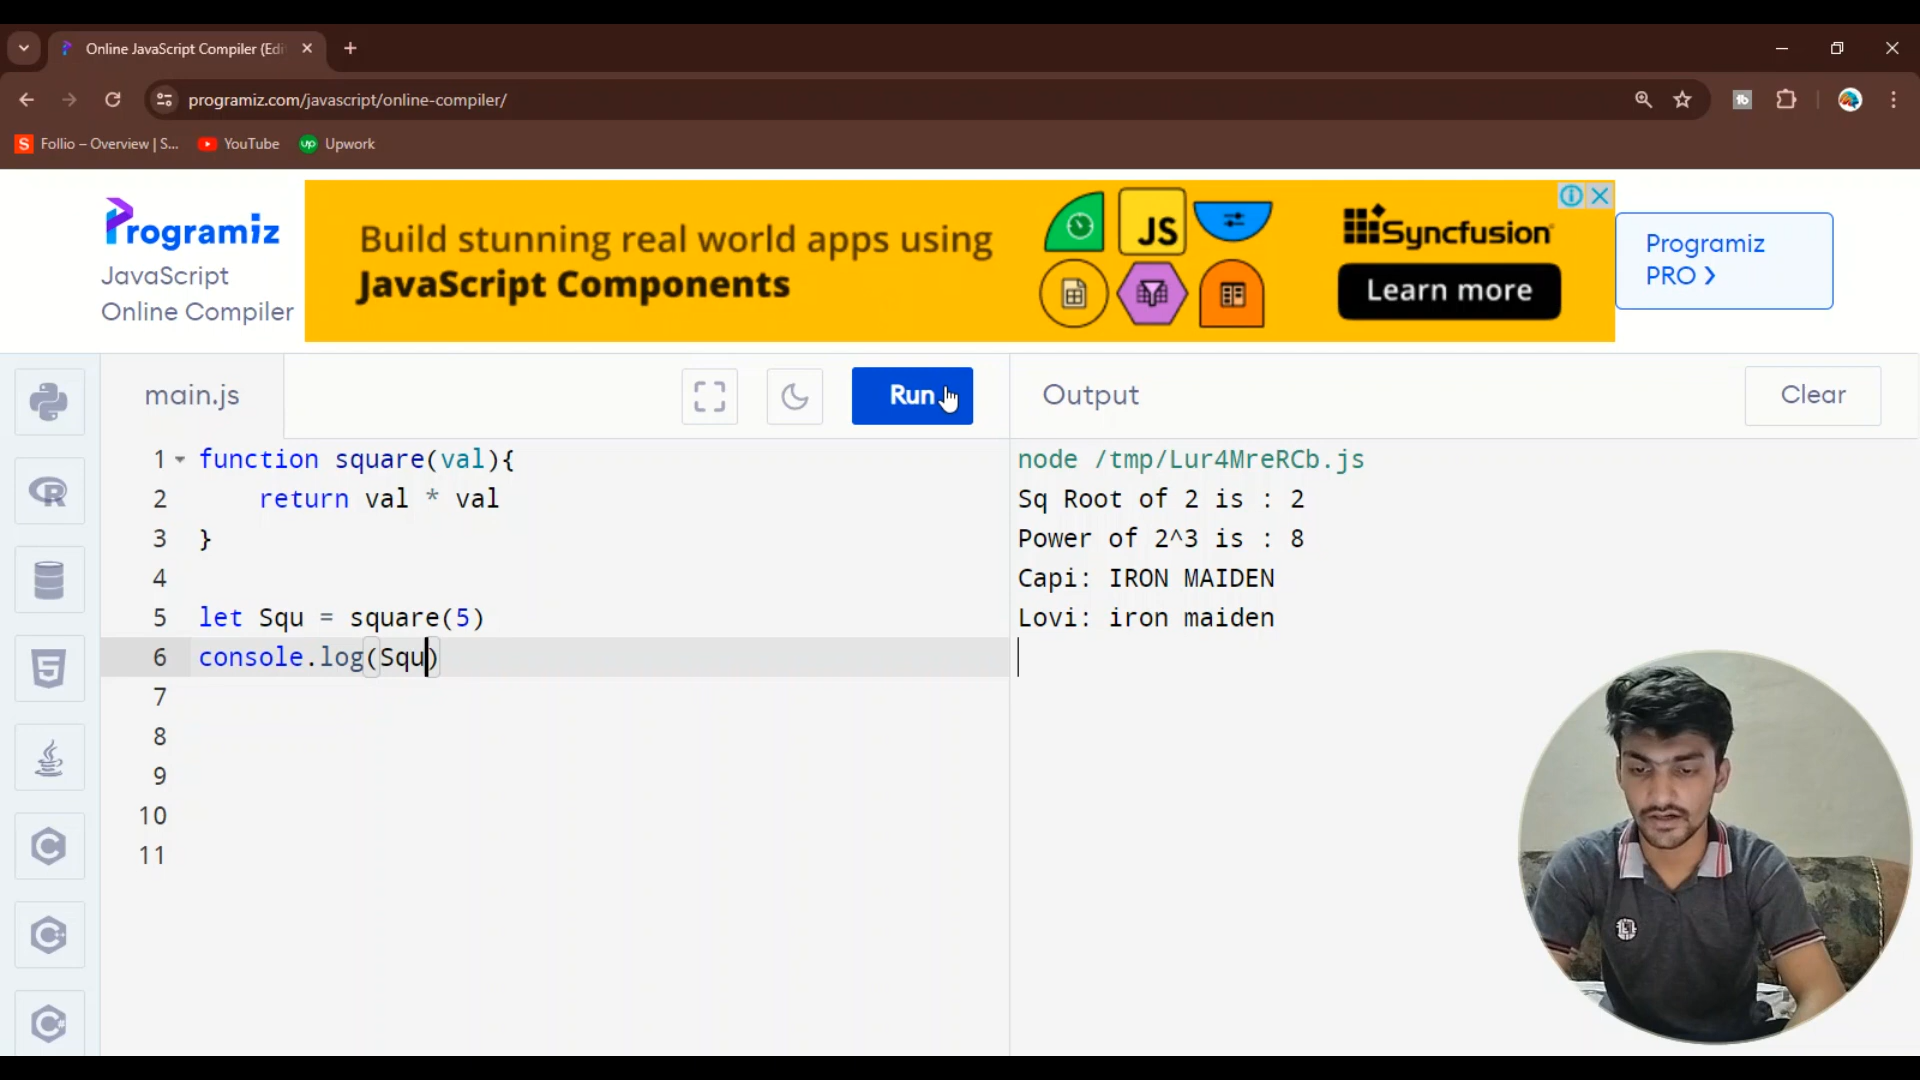 Online JavaScript Compiler (Edi
programiz.com/javascript/online-compiler/
Follio – Overview | S...
YouTube
up
Upwork
Programiz
JavaScript
Online Compiler
Build stunning real world apps using
JavaScript Components
JS
Syncfusion
Learn more
Programiz
PRO
main.js
Run
Output
Clear
1 function square(val){
2 return val * val
3 }
4
5 let Squ = square(5)
6 console.log(Squ)
7
8
9
10
11
node /tmp/Lur4MreRCb.js
Sq Root of 2 is : 2
Power of 2^3 is : 8
Capi: IRON MAIDEN
Lovi: iron maiden